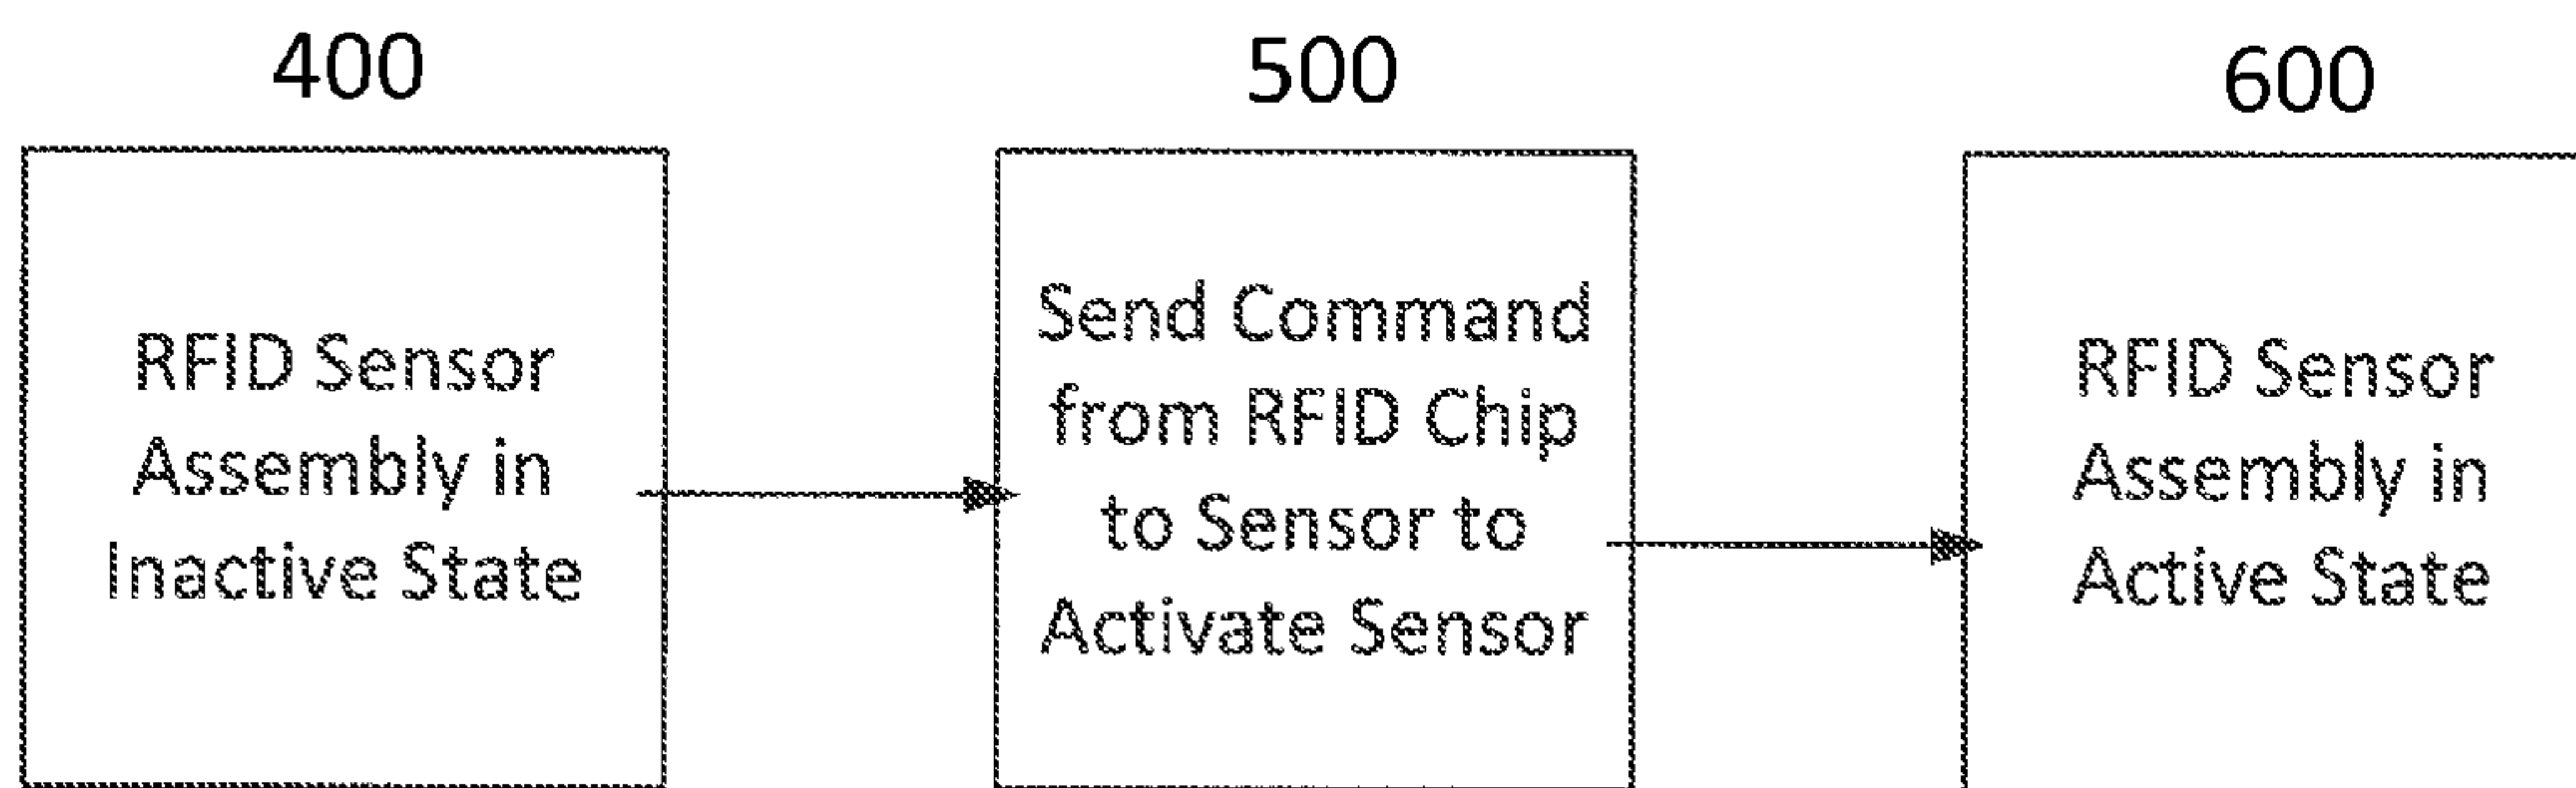 400
RFID Sensor
Assembly in
Inactive State
500
Send Command
from RFID Chip
to Sensor to
Activate Sensor
600
RFID Sensor
Assembly in
Active State